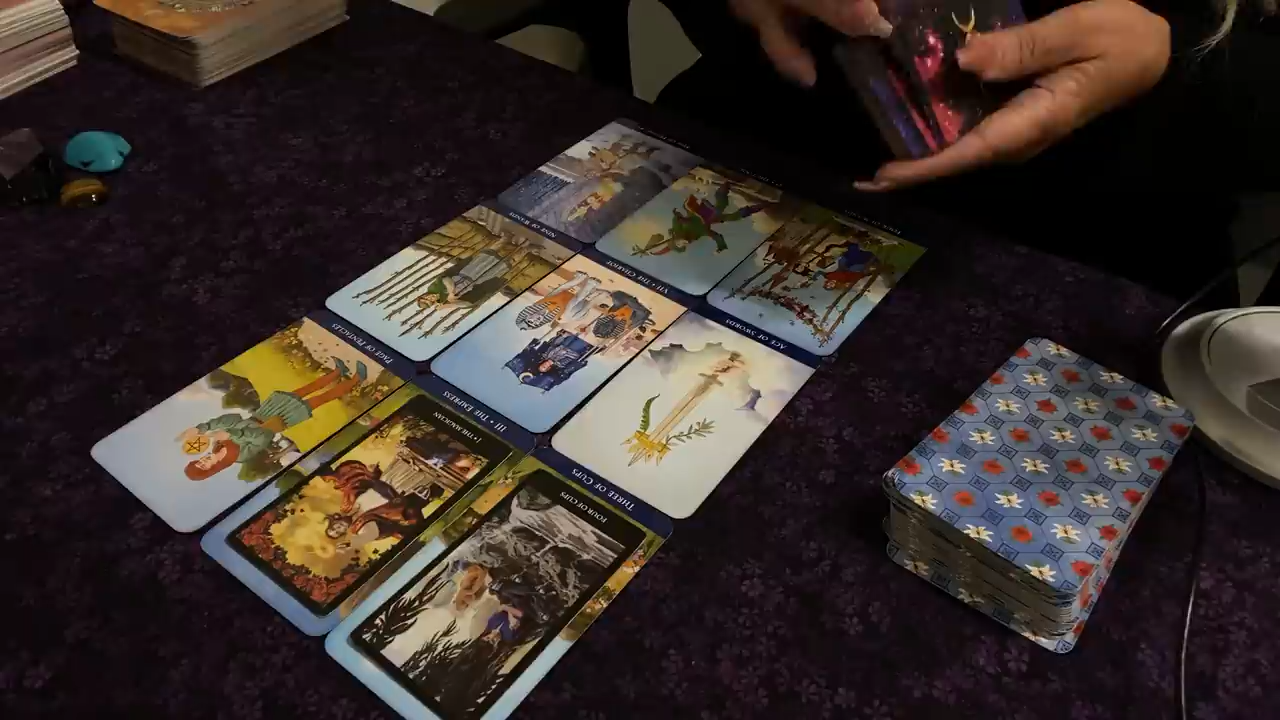 NINE OF WANDS
VII • THE CHARIOT
ACE OF SWORDS
PAGE OF PENTACLES
III • THE EMPRESS
THREE OF CUPS
I • THE MAGICIAN
FOUR OF CUPS